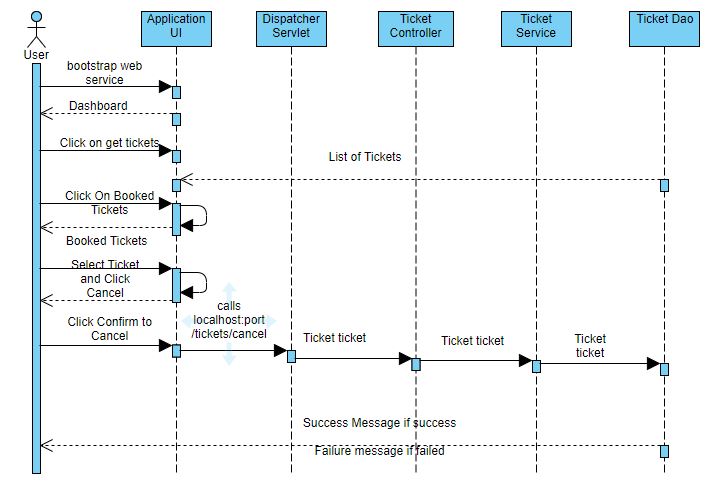 User
Application
UI
Dispatcher
Servlet
Ticket
Controller
Ticket
Service
Ticket Dao
bootstrap web
service
Dashboard
Click on get tickets
List of Tickets
Click On Booked
Tickets
Booked Tickets
Select Ticket
and Click
Cancel
calls
localhost:port
/tickets/cancel
Click Confirm to
Cancel
Ticket ticket
Ticket ticket
Ticket
ticket
Success Message if success
Failure message if failed